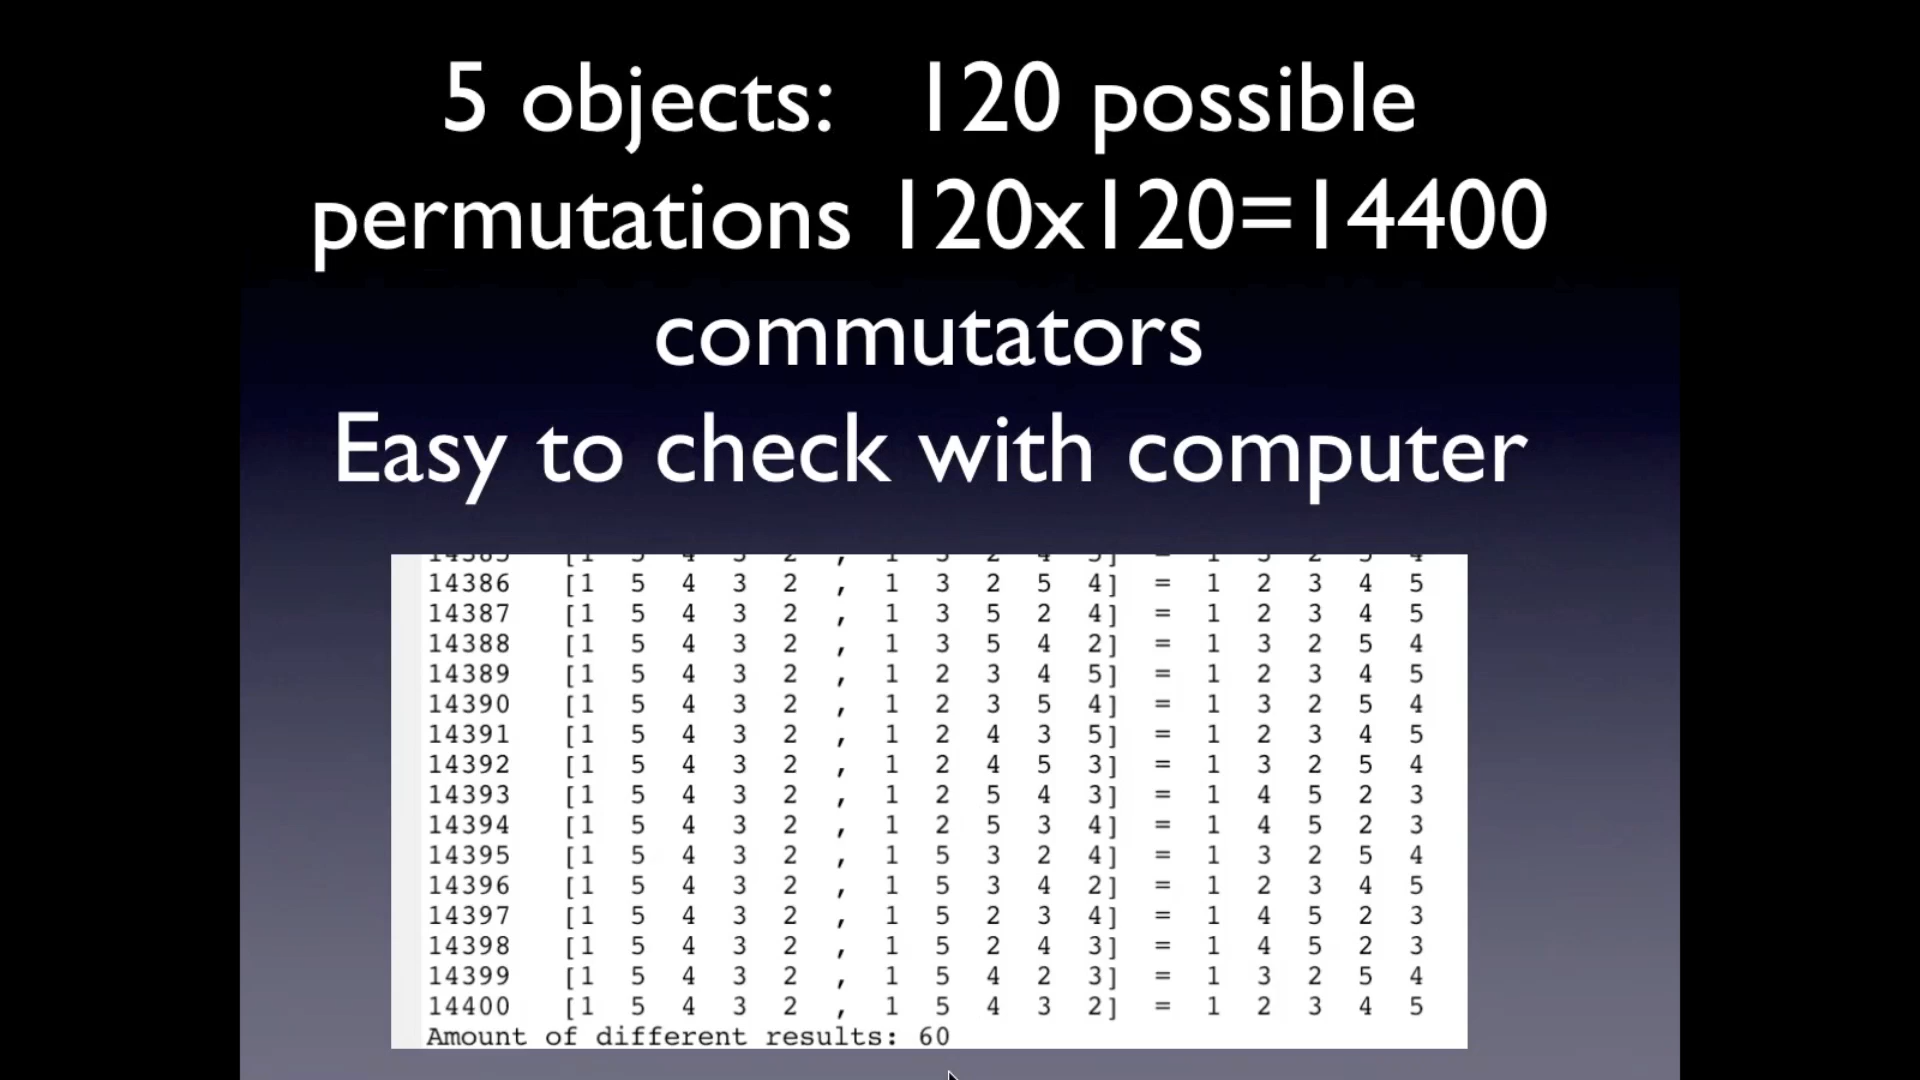 5 objects: 120 possible
permutations 120x120=14400
commutators
Easy to check with computer
14386 [1 5 4 3 2 , 1 3 2 5 4] = 1 2 3 4 5
14387 [1 5 4 3 2 , 1 3 5 2 4] = 1 2 3 4 5
14388 [1 5 4 3 2 , 1 3 5 4 2] = 1 3 2 5 4
14389 [1 5 4 3 2 , 1 2 3 4 5] = 1 2 3 4 5
14390 [1 5 4 3 2 , 1 2 3 5 4] = 1 3 2 5 4
14391 [1 5 4 3 2 , 1 2 4 3 5] = 1 2 3 4 5
14392 [1 5 4 3 2 , 1 2 4 5 3] = 1 3 2 5 4
14393 [1 5 4 3 2 , 1 2 5 4 3] = 1 4 5 2 3
14394 [1 5 4 3 2 , 1 2 5 3 4] = 1 4 5 2 3
14395 [1 5 4 3 2 , 1 5 3 2 4] = 1 3 2 5 4
14396 [1 5 4 3 2 , 1 5 3 4 2] = 1 2 3 4 5
14397 [1 5 4 3 2 , 1 5 2 3 4] = 1 4 5 2 3
14398 [1 5 4 3 2 , 1 5 2 4 3] = 1 4 5 2 3
14399 [1 5 4 3 2 , 1 5 4 2 3] = 1 3 2 5 4
14400 [1 5 4 3 2 , 1 5 4 3 2] = 1 2 3 4 5
Amount of different results: 60